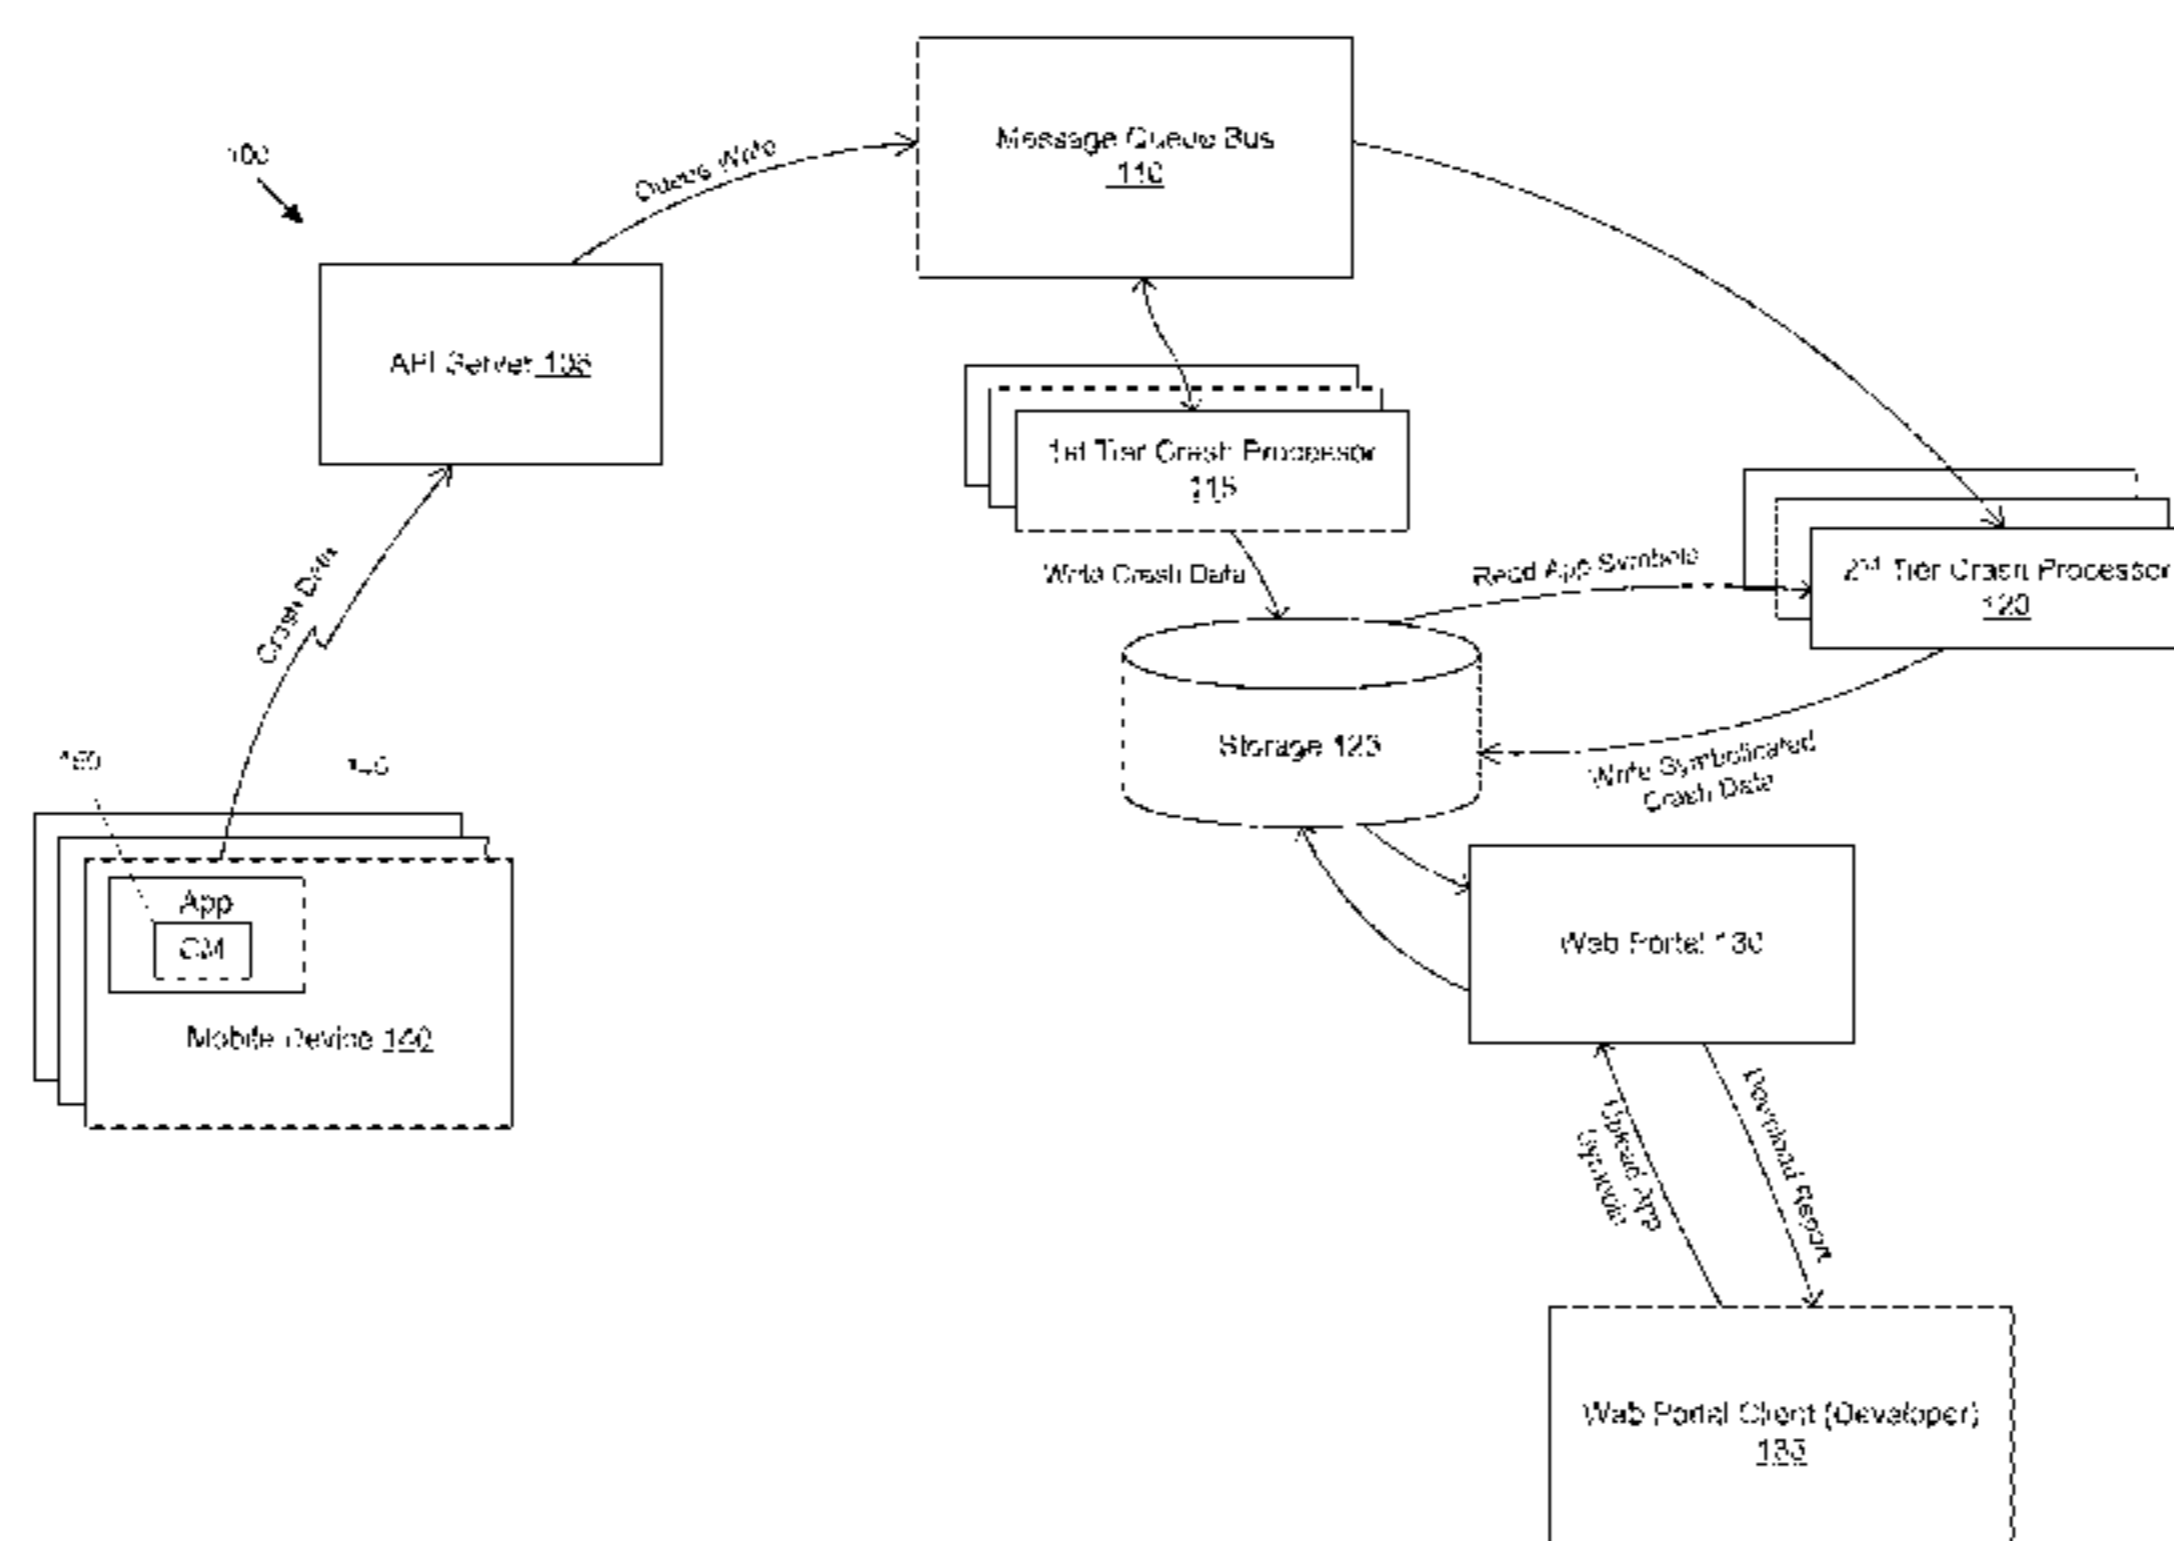 100
Message Queue Bus
110
Queue Write
API Server 105
1st Tier Crash Processor
115
Write Crash Data
Read App Symbols
2nd Tier Crash Processor
120
Crash Data
Storage 125
Write Symbolicated
Crash Data
150
App
CM
Mobile Device 140
Web Portal 130
Upload App
Symbols
Download Report
Web Portal Client (Developer)
135